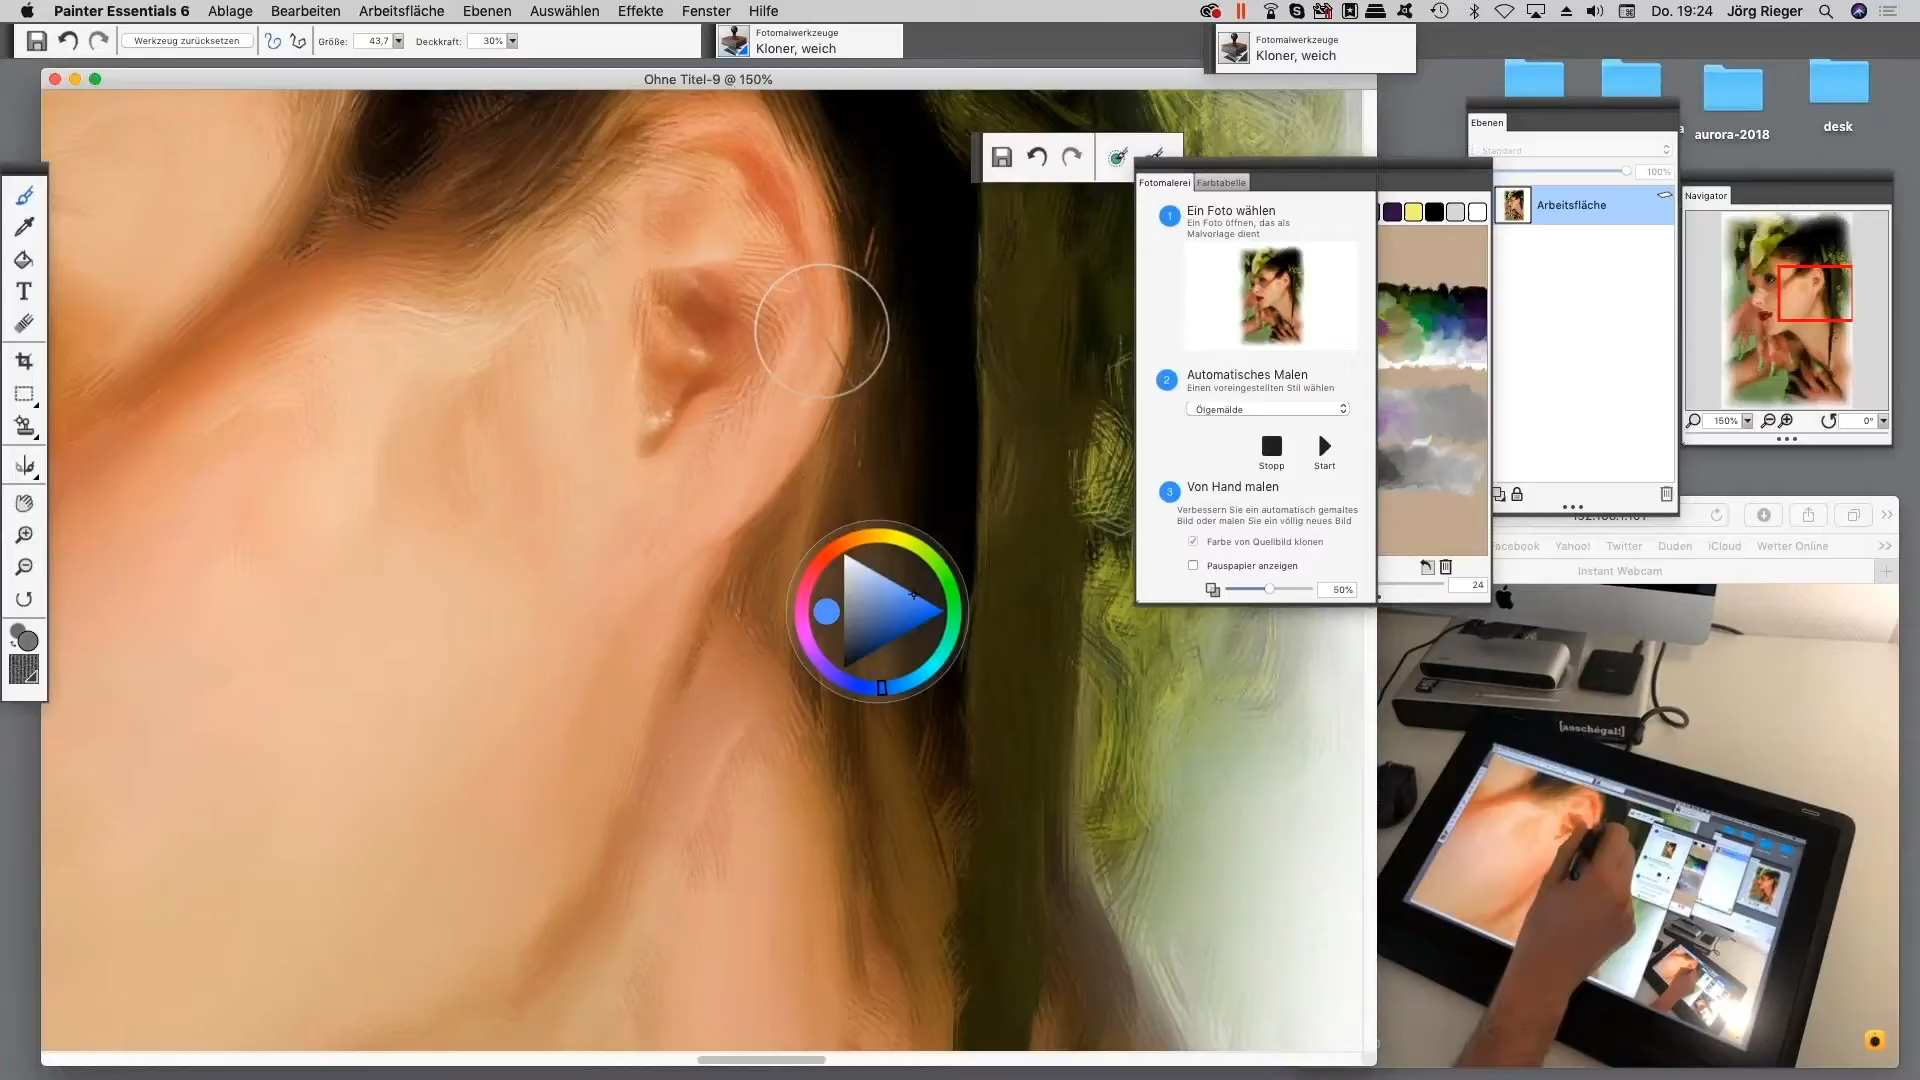 Painter Essentials 6 Ablage Bearbeiten Arbeitsfläche Ebenen Auswählen Effekte Fenster Hilfe Do. 19:24 Jörg Rieger
Werkzeug zurücksetzen Größe: 43,7 Deckkraft: 30%
Fotomalwerkzeuge
Kloner, weich
Fotomalwerkzeuge
Kloner, weich
Ohne Titel-9 @ 150%
aurora-2018
desk
Ebenen
Standard
100%
Arbeitsfläche
Navigator
150% 0°
Fotomalerei Farbtabelle
1 Ein Foto wählen
Ein Foto öffnen, das als
Malvorlage dient
2 Automatisches Malen
Einen voreingestellten Stil wählen
Ölgemälde
Stopp Start
3 Von Hand malen
Verbessern Sie ein automatisch gemaltes
Bild oder malen Sie ein völlig neues Bild
Farbe von Quellbild klonen
Pauspapier anzeigen
50%
24
Facebook Yahoo! Twitter Duden iCloud Wetter Online
Instant Webcam
[asschégal!]